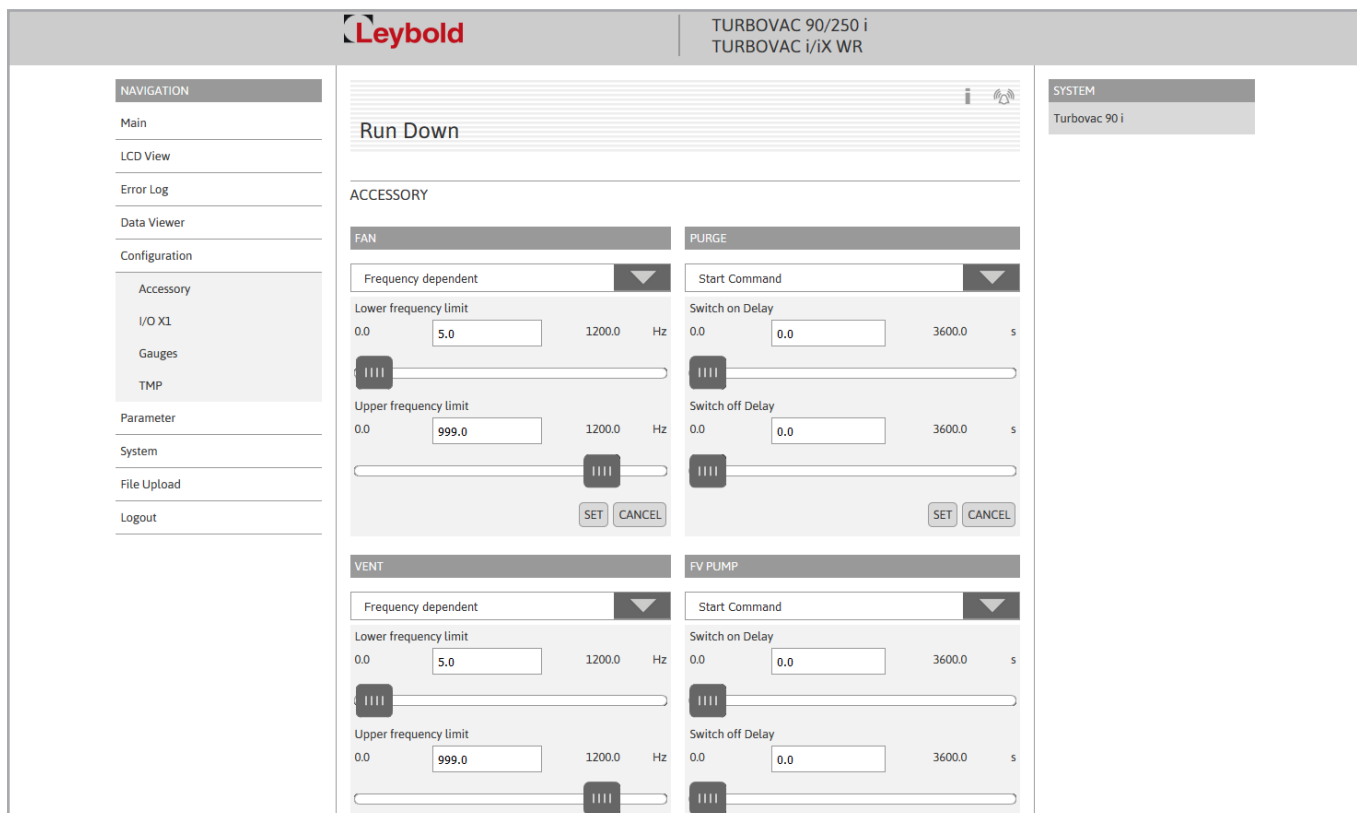 Leybold
TURBOVAC 90/250 i
TURBOVAC i/iX WR
NAVIGATION
Main
LCD View
Error Log
Data Viewer
Configuration
Accessory
I/O X1
Gauges
TMP
Parameter
System
File Upload
Logout
i
Run Down
ACCESSORY
FAN
Frequency dependent
Lower frequency limit
0.0 5.0 1200.0 Hz
Upper frequency limit
0.0 999.0 1200.0 Hz
SET CANCEL
PURGE
Start Command
Switch on Delay
0.0 0.0 3600.0 s
Switch off Delay
0.0 0.0 3600.0 s
SET CANCEL
VENT
Frequency dependent
Lower frequency limit
0.0 5.0 1200.0 Hz
Upper frequency limit
0.0 999.0 1200.0 Hz
FV PUMP
Start Command
Switch on Delay
0.0 0.0 3600.0 s
Switch off Delay
0.0 0.0 3600.0 s
SYSTEM
Turbovac 90 i